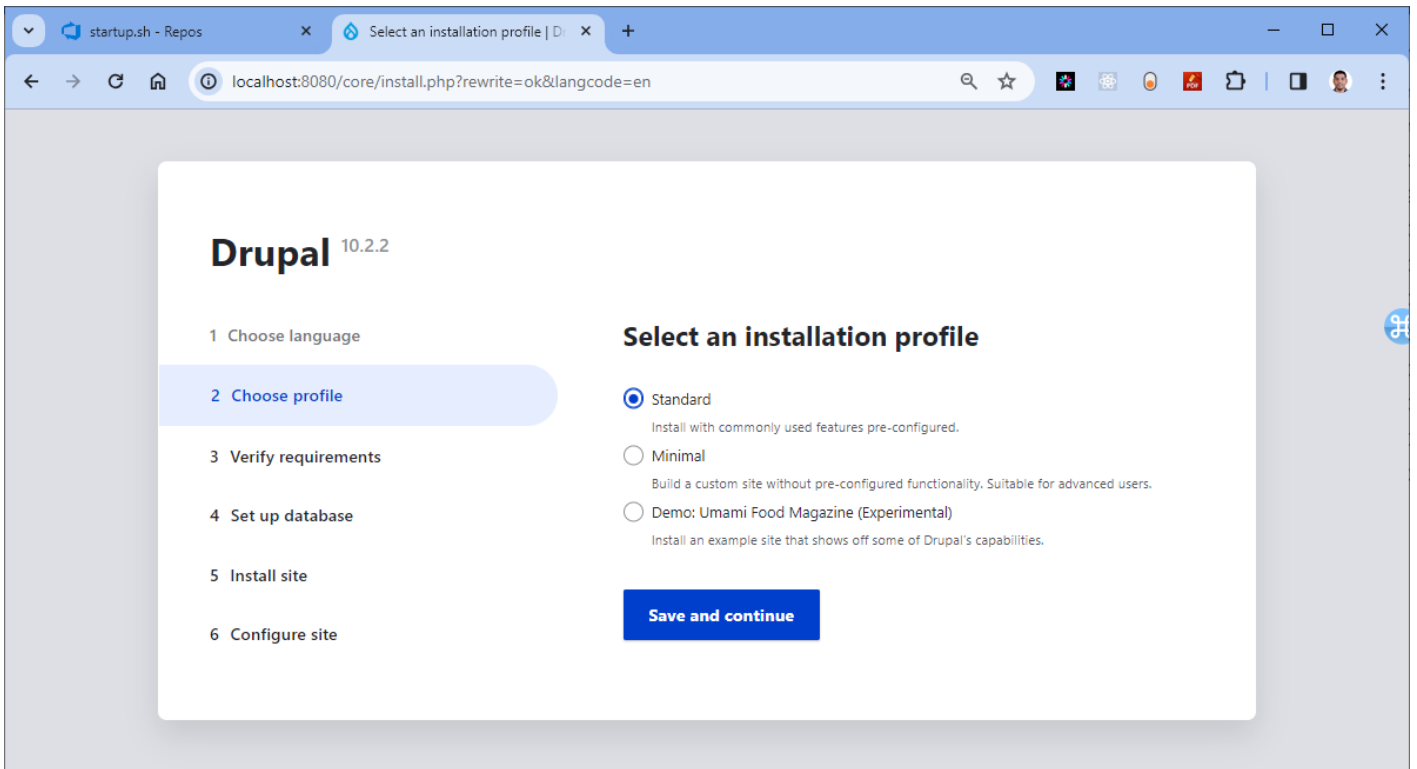 startup.sh - Repos
Select an installation profile | Dr
localhost:8080/core/install.php?rewrite=ok&langcode=en
PDF
Drupal 10.2.2
1 Choose language
2 Choose profile
3 Verify requirements
4 Set up database
5 Install site
6 Configure site
Select an installation profile
Standard
Install with commonly used features pre-configured.
Minimal
Build a custom site without pre-configured functionality. Suitable for advanced users.
Demo: Umami Food Magazine (Experimental)
Install an example site that shows off some of Drupal's capabilities.
Save and continue